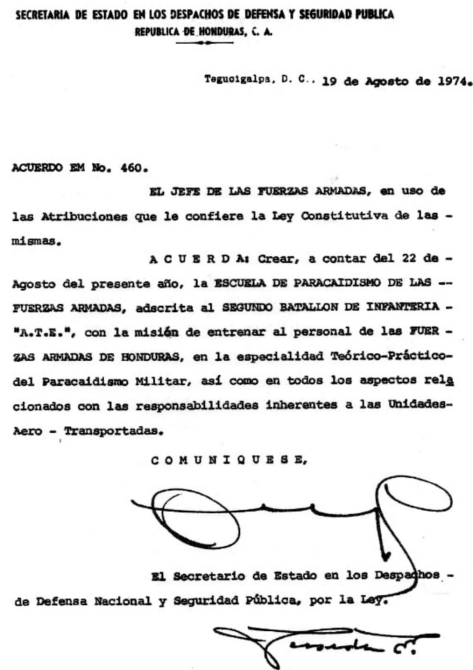 SECRETARIA DE ESTADO EN LOS DESPACHOS DE DEFENSA Y SEGURIDAD PUBLICA
REPUBLICA DE HONDURAS, C. A.
Tegucigalpa, D. C., 19 de Agosto de 1974.
ACUERDO EM No. 460.
EL JEFE DE LAS FUERZAS ARMADAS, en uso de
las Atribuciones que le confiere la Ley Constitutiva de las -
mismas.
A C U E R D A: Crear, a contar del 22 de -
Agosto del presente año, la ESCUELA DE PARACAIDISMO DE LAS --
FUERZAS ARMADAS, adscrita al SEGUNDO BATALLON DE INFANTERIA -
"A.T.E.", con la misión de entrenar al personal de las FUER -
ZAS ARMADAS DE HONDURAS, en la especialidad Teórico-Práctico-
del Paracaidismo Militar, así como en todos los aspectos rela
cionados con las responsabilidades inherentes a las Unidades-
Aero - Transportadas.
C O M U N I Q U E S E,
El Secretario de Estado en los Despachos -
de Defensa Nacional y Seguridad Pública, por la Ley.